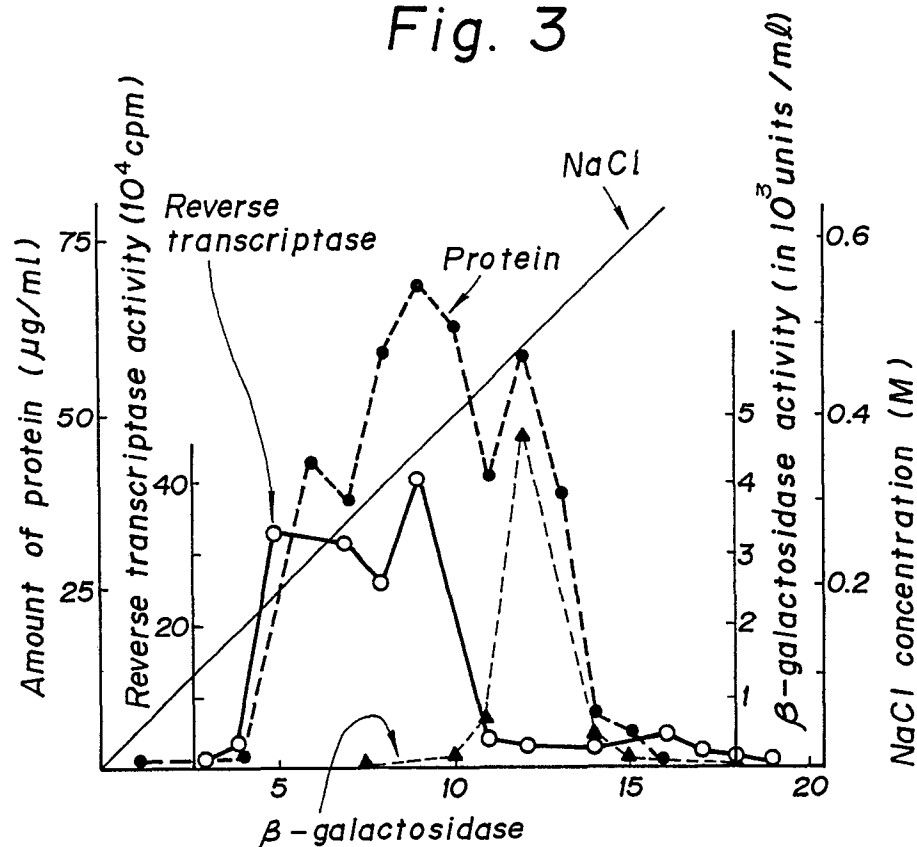 Fig. 3
Amount of protein (μg/ml)
75
50
25
Reverse transcriptase activity (10⁴ cpm)
40
20
Reverse
transcriptase
Protein
NaCl
β-galactosidase
β-galactosidase activity (in 10³ units/ml)
5
4
3
2
1
NaCl concentration (M)
0.6
0.4
0.2
5
10
15
20